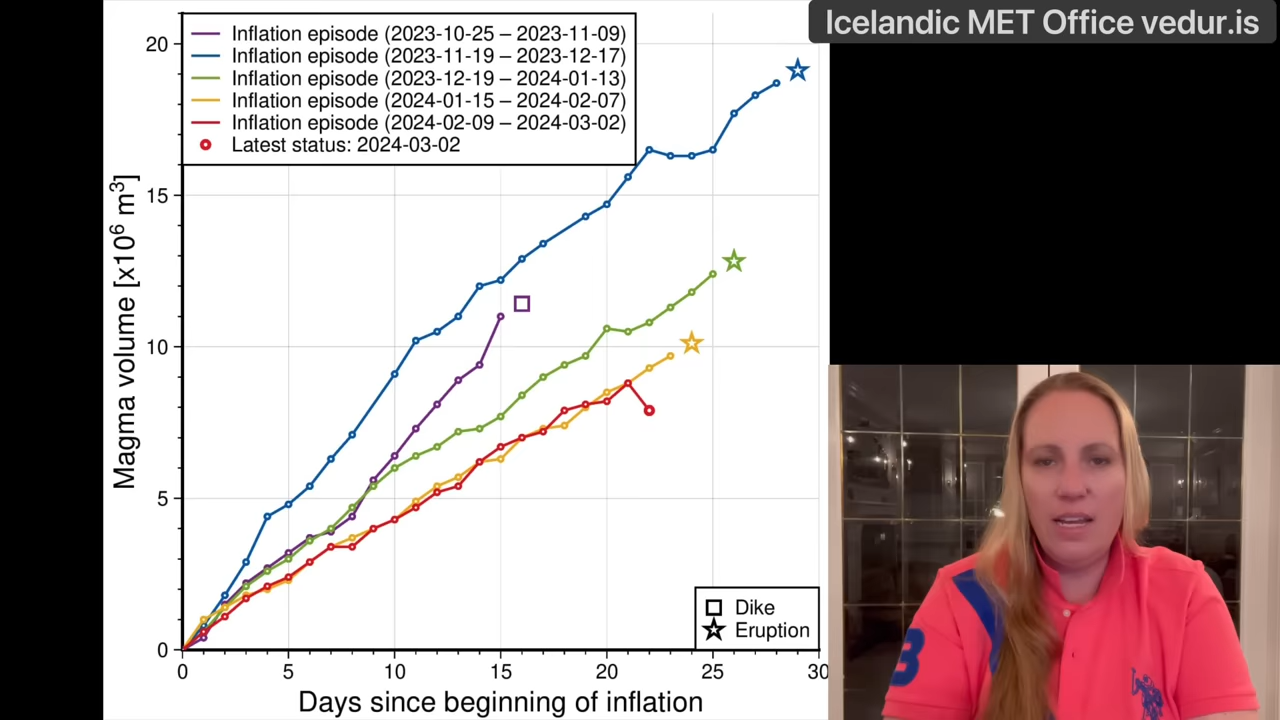 Icelandic MET Office vedur.is
Inflation episode (2023-10-25 – 2023-11-09)
Inflation episode (2023-11-19 – 2023-12-17)
Inflation episode (2023-12-19 – 2024-01-13)
Inflation episode (2024-01-15 – 2024-02-07)
Inflation episode (2024-02-09 – 2024-03-02)
Latest status: 2024-03-02
20
15
10
5
0
Magma volume [x10⁶ m³]
Dike
Eruption
0 5 10 15 20 25 30
Days since beginning of inflation
3